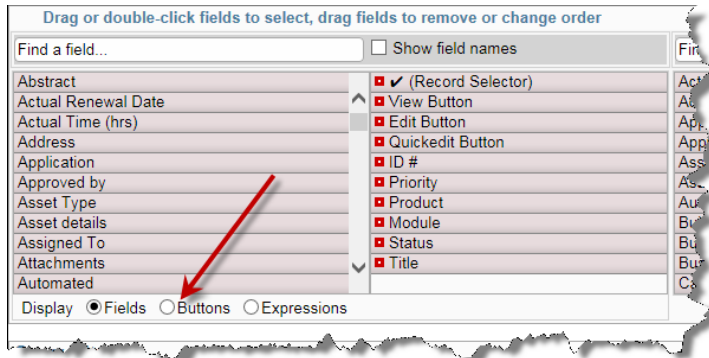 Drag or double-click fields to select, drag fields to remove or change order
Find a field...
Show field names
Abstract
Actual Renewal Date
Actual Time (hrs)
Address
Application
Approved by
Asset Type
Asset details
Assigned To
Attachments
Automated
✔ (Record Selector)
View Button
Edit Button
Quickedit Button
ID #
Priority
Product
Module
Status
Title
Display Fields Buttons Expressions